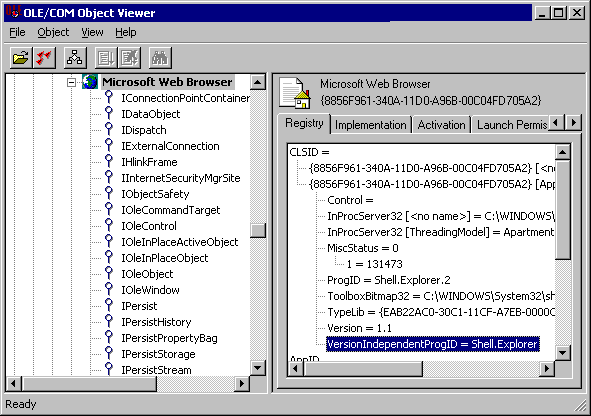 OLE/COM Object Viewer
File Object View Help
Microsoft Web Browser
IConnectionPointContainer
IDataObject
IDispatch
IExternalConnection
IHlinkFrame
IInternetSecurityMgrSite
IObjectSafety
IOleCommandTarget
IOleControl
IOleInPlaceActiveObject
IOleInPlaceObject
IOleObject
IOleWindow
IPersist
IPersistHistory
IPersistPropertyBag
IPersistStorage
IPersistStream
Microsoft Web Browser
{8856F961-340A-11D0-A96B-00C04FD705A2}
Registry Implementation Activation Launch Permis
CLSID =
{8856F961-340A-11D0-A96B-00C04FD705A2} [<no
{8856F961-340A-11D0-A96B-00C04FD705A2} [App
Control =
InProcServer32 [<no name>] = C:\WINDOWS\
InProcServer32 [ThreadingModel] = Apartment
MiscStatus = 0
1 = 131473
ProgID = Shell.Explorer.2
ToolboxBitmap32 = C:\WINDOWS\System32\sh
TypeLib = {EAB22AC0-30C1-11CF-A7EB-0000C
Version = 1.1
VersionIndependentProgID = Shell.Explorer
AppID
Ready